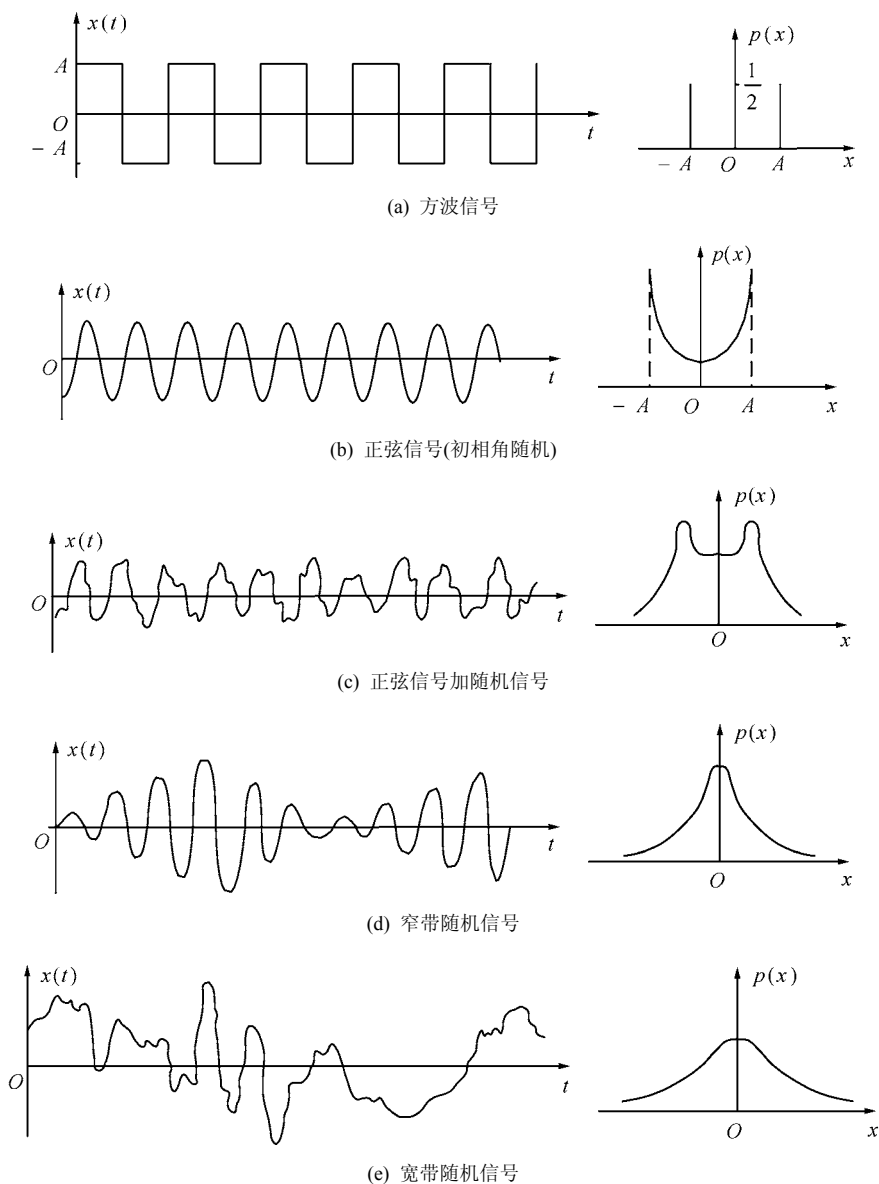 x(t)
A
O
– A
t
p(x)
1
2
– A
O
A
x
(a) 方波信号
x(t)
O
t
p(x)
– A
O
A
x
(b) 正弦信号(初相角随机)
x(t)
O
t
p(x)
O
x
(c) 正弦信号加随机信号
x(t)
O
t
p(x)
O
x
(d) 窄带随机信号
x(t)
O
t
p(x)
O
x
(e) 宽带随机信号